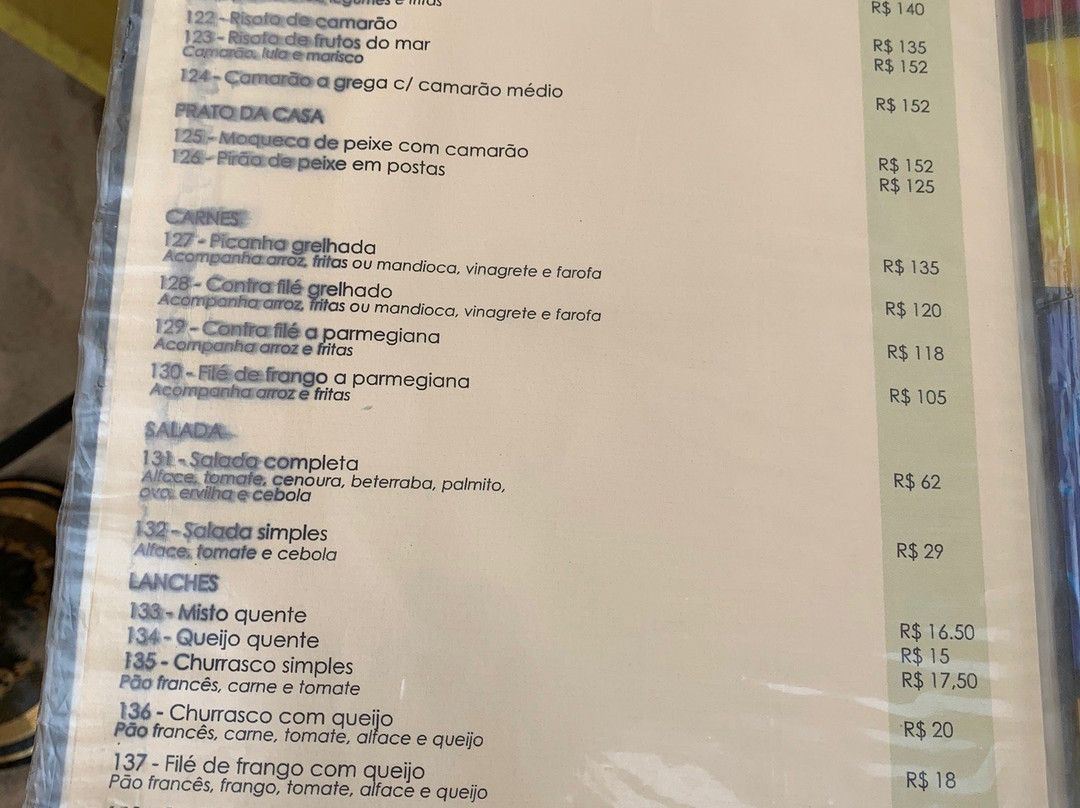 legumes e fritas
R$ 140
122 - Risoto de camarão
R$ 135
123 - Risoto de frutos do mar
R$ 152
Camarão, lula e marisco
124 - Camarão a grega c/ camarão médio
R$ 152
PRATO DA CASA
125 - Moqueca de peixe com camarão
R$ 152
126 - Pirão de peixe em postas
R$ 125
CARNES
127 - Picanha grelhada
R$ 135
Acompanha arroz, fritas ou mandioca, vinagrete e farofa
128 - Contra filé grelhado
R$ 120
Acompanha arroz, fritas ou mandioca, vinagrete e farofa
129 - Contra filé a parmegiana
R$ 118
Acompanha arroz e fritas
130 - Filé de frango a parmegiana
R$ 105
Acompanha arroz e fritas
SALADA
131 - Salada completa
R$ 62
Alface, tomate, cenoura, beterraba, palmito,
ovo, ervilha e cebola
132 - Salada simples
R$ 29
Alface, tomate e cebola
LANCHES
133 - Misto quente
R$ 16.50
134 - Queijo quente
R$ 15
135 - Churrasco simples
R$ 17,50
Pão francês, carne e tomate
136 - Churrasco com queijo
R$ 20
Pão francês, carne, tomate, alface e queijo
137 - Filé de frango com queijo
R$ 18
Pão francês, frango, tomate, alface e queijo